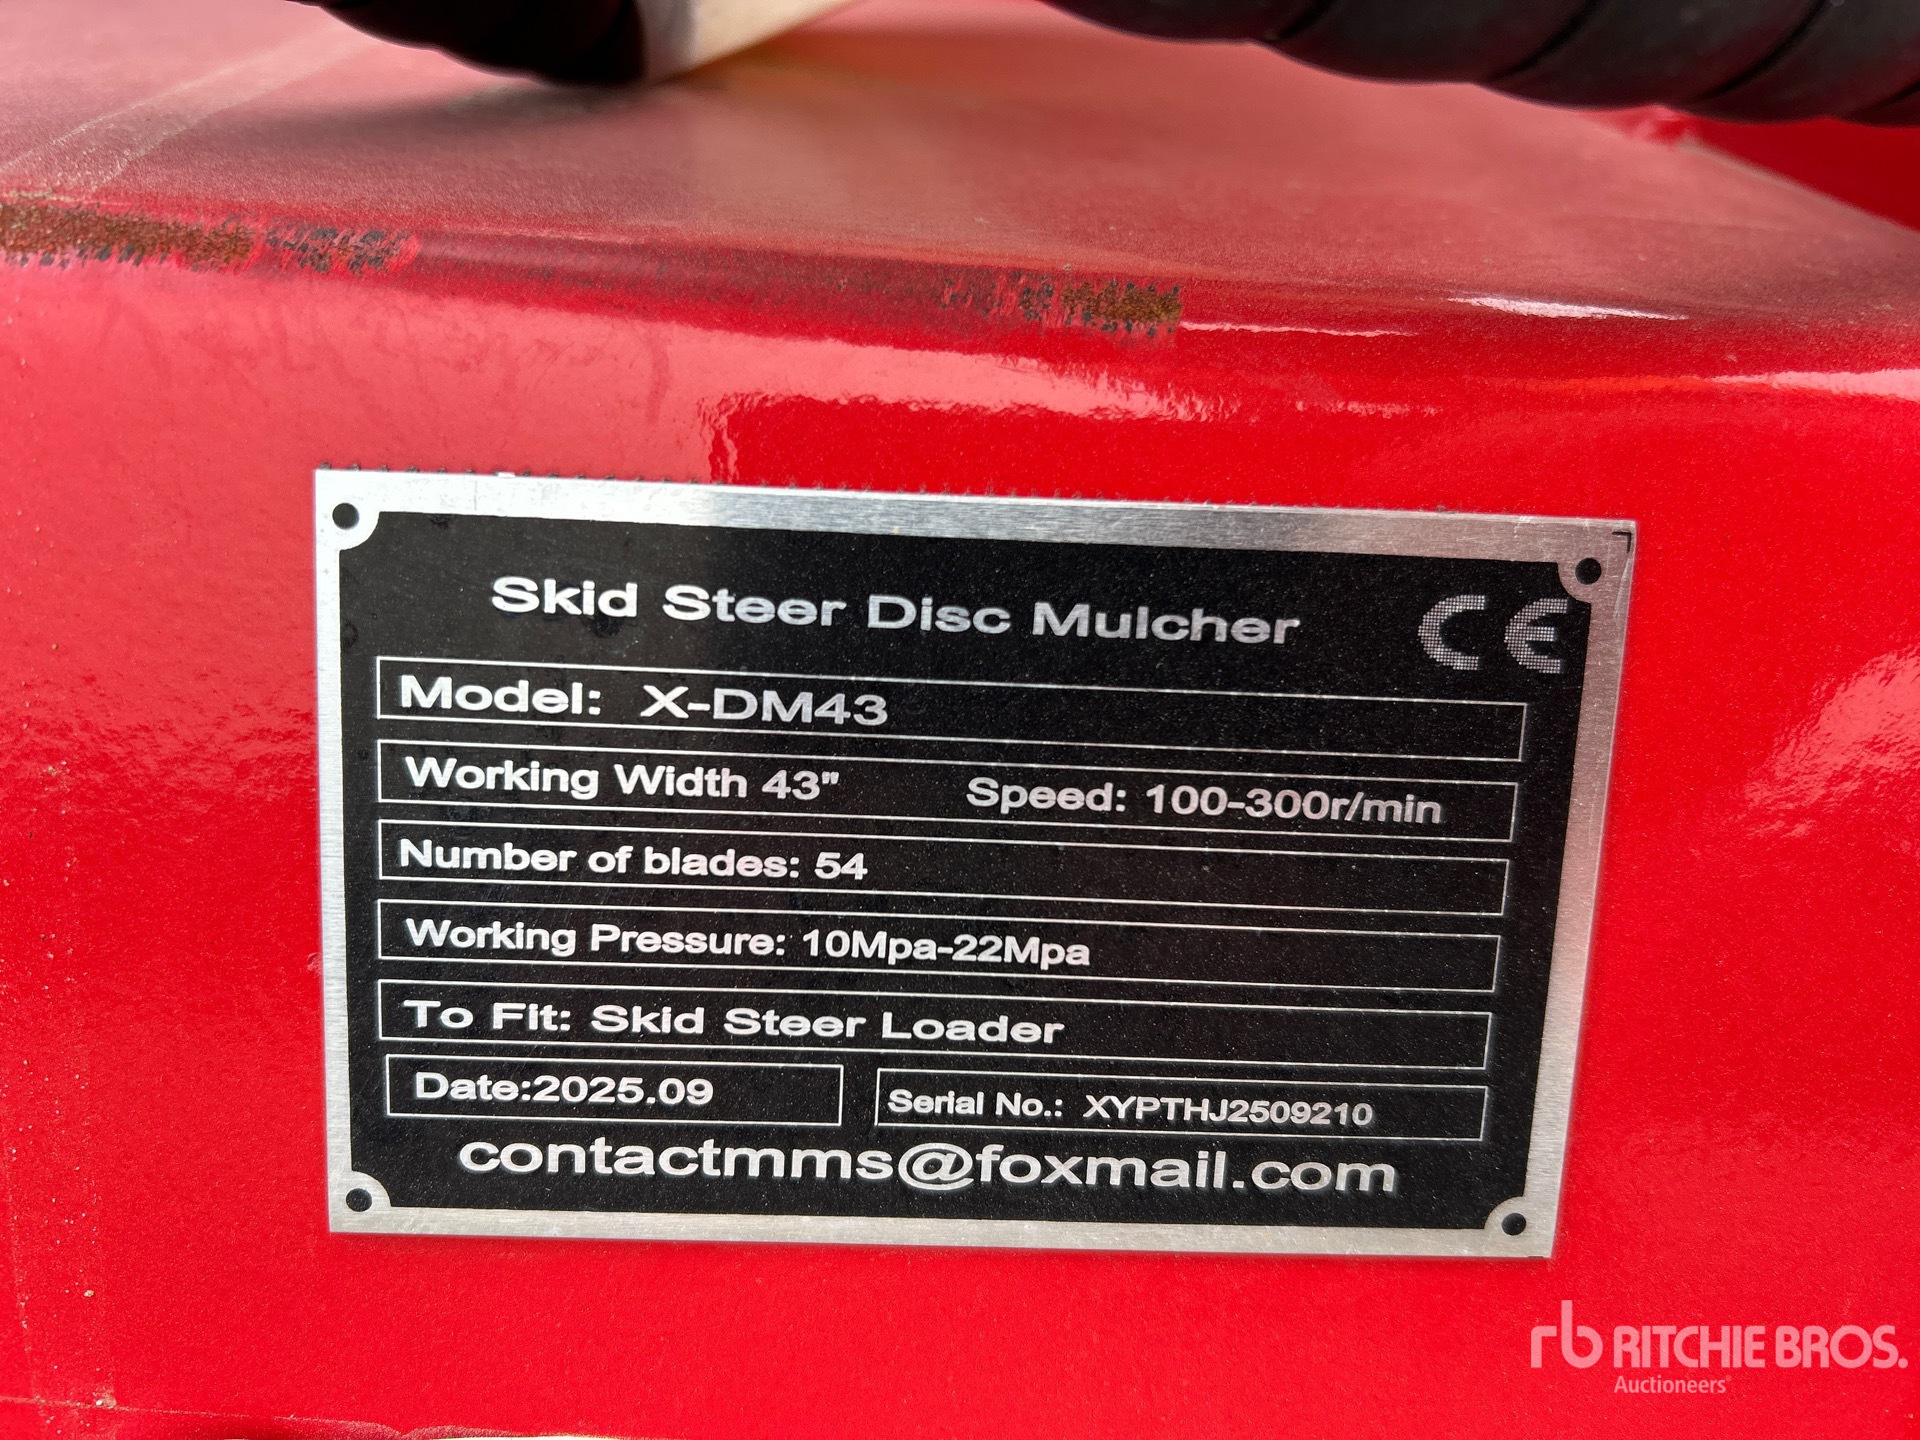 Skid Steer Disc Mulcher CE
Model: X-DM43
Working Width 43" Speed: 100-300r/min
Number of blades: 54
Working Pressure: 10Mpa-22Mpa
To Fit: Skid Steer Loader
Date:2025.09 Serial No.: XYPTHJ2509210
contactmms@foxmail.com
rb RITCHIE BROS.
Auctioneers